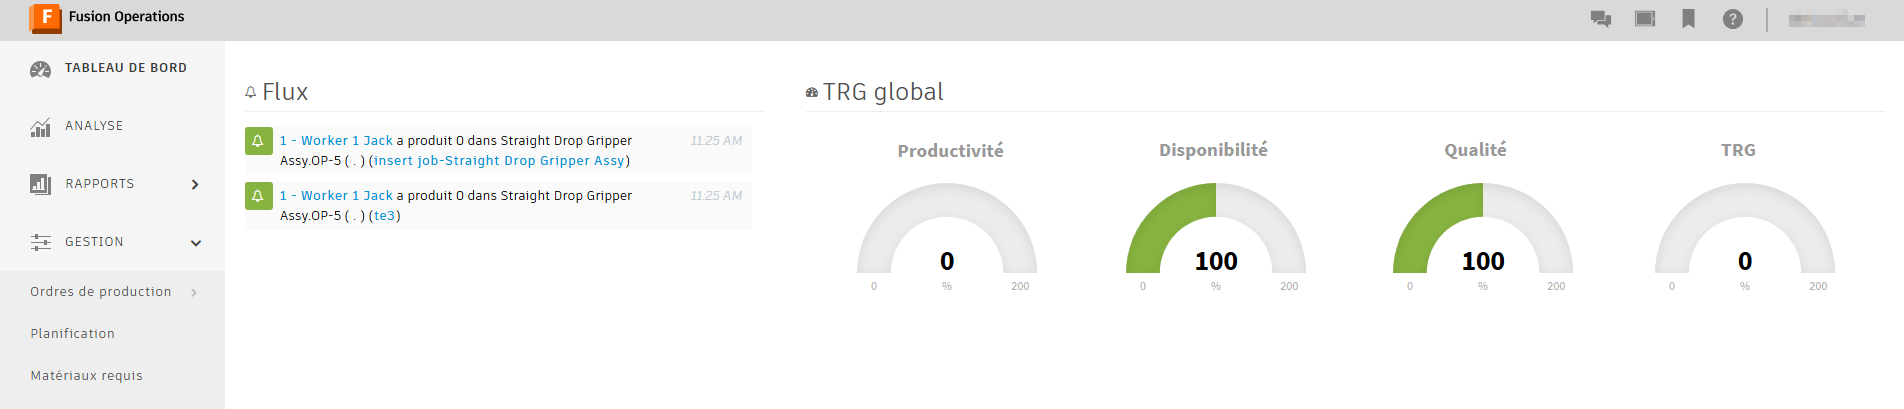 F Fusion Operations
?
TABLEAU DE BORD
ANALYSE
RAPPORTS
GESTION
Ordres de production
Planification
Matériaux requis
Flux
1 - Worker 1 Jack a produit 0 dans Straight Drop Gripper 11:25 AM
Assy.OP-5 ( . ) (insert job-Straight Drop Gripper Assy)
1 - Worker 1 Jack a produit 0 dans Straight Drop Gripper 11:25 AM
Assy.OP-5 ( . ) (te3)
TRG global
Productivité
0
0 % 200
Disponibilité
100
0 % 200
Qualité
100
0 % 200
TRG
0
0 % 200